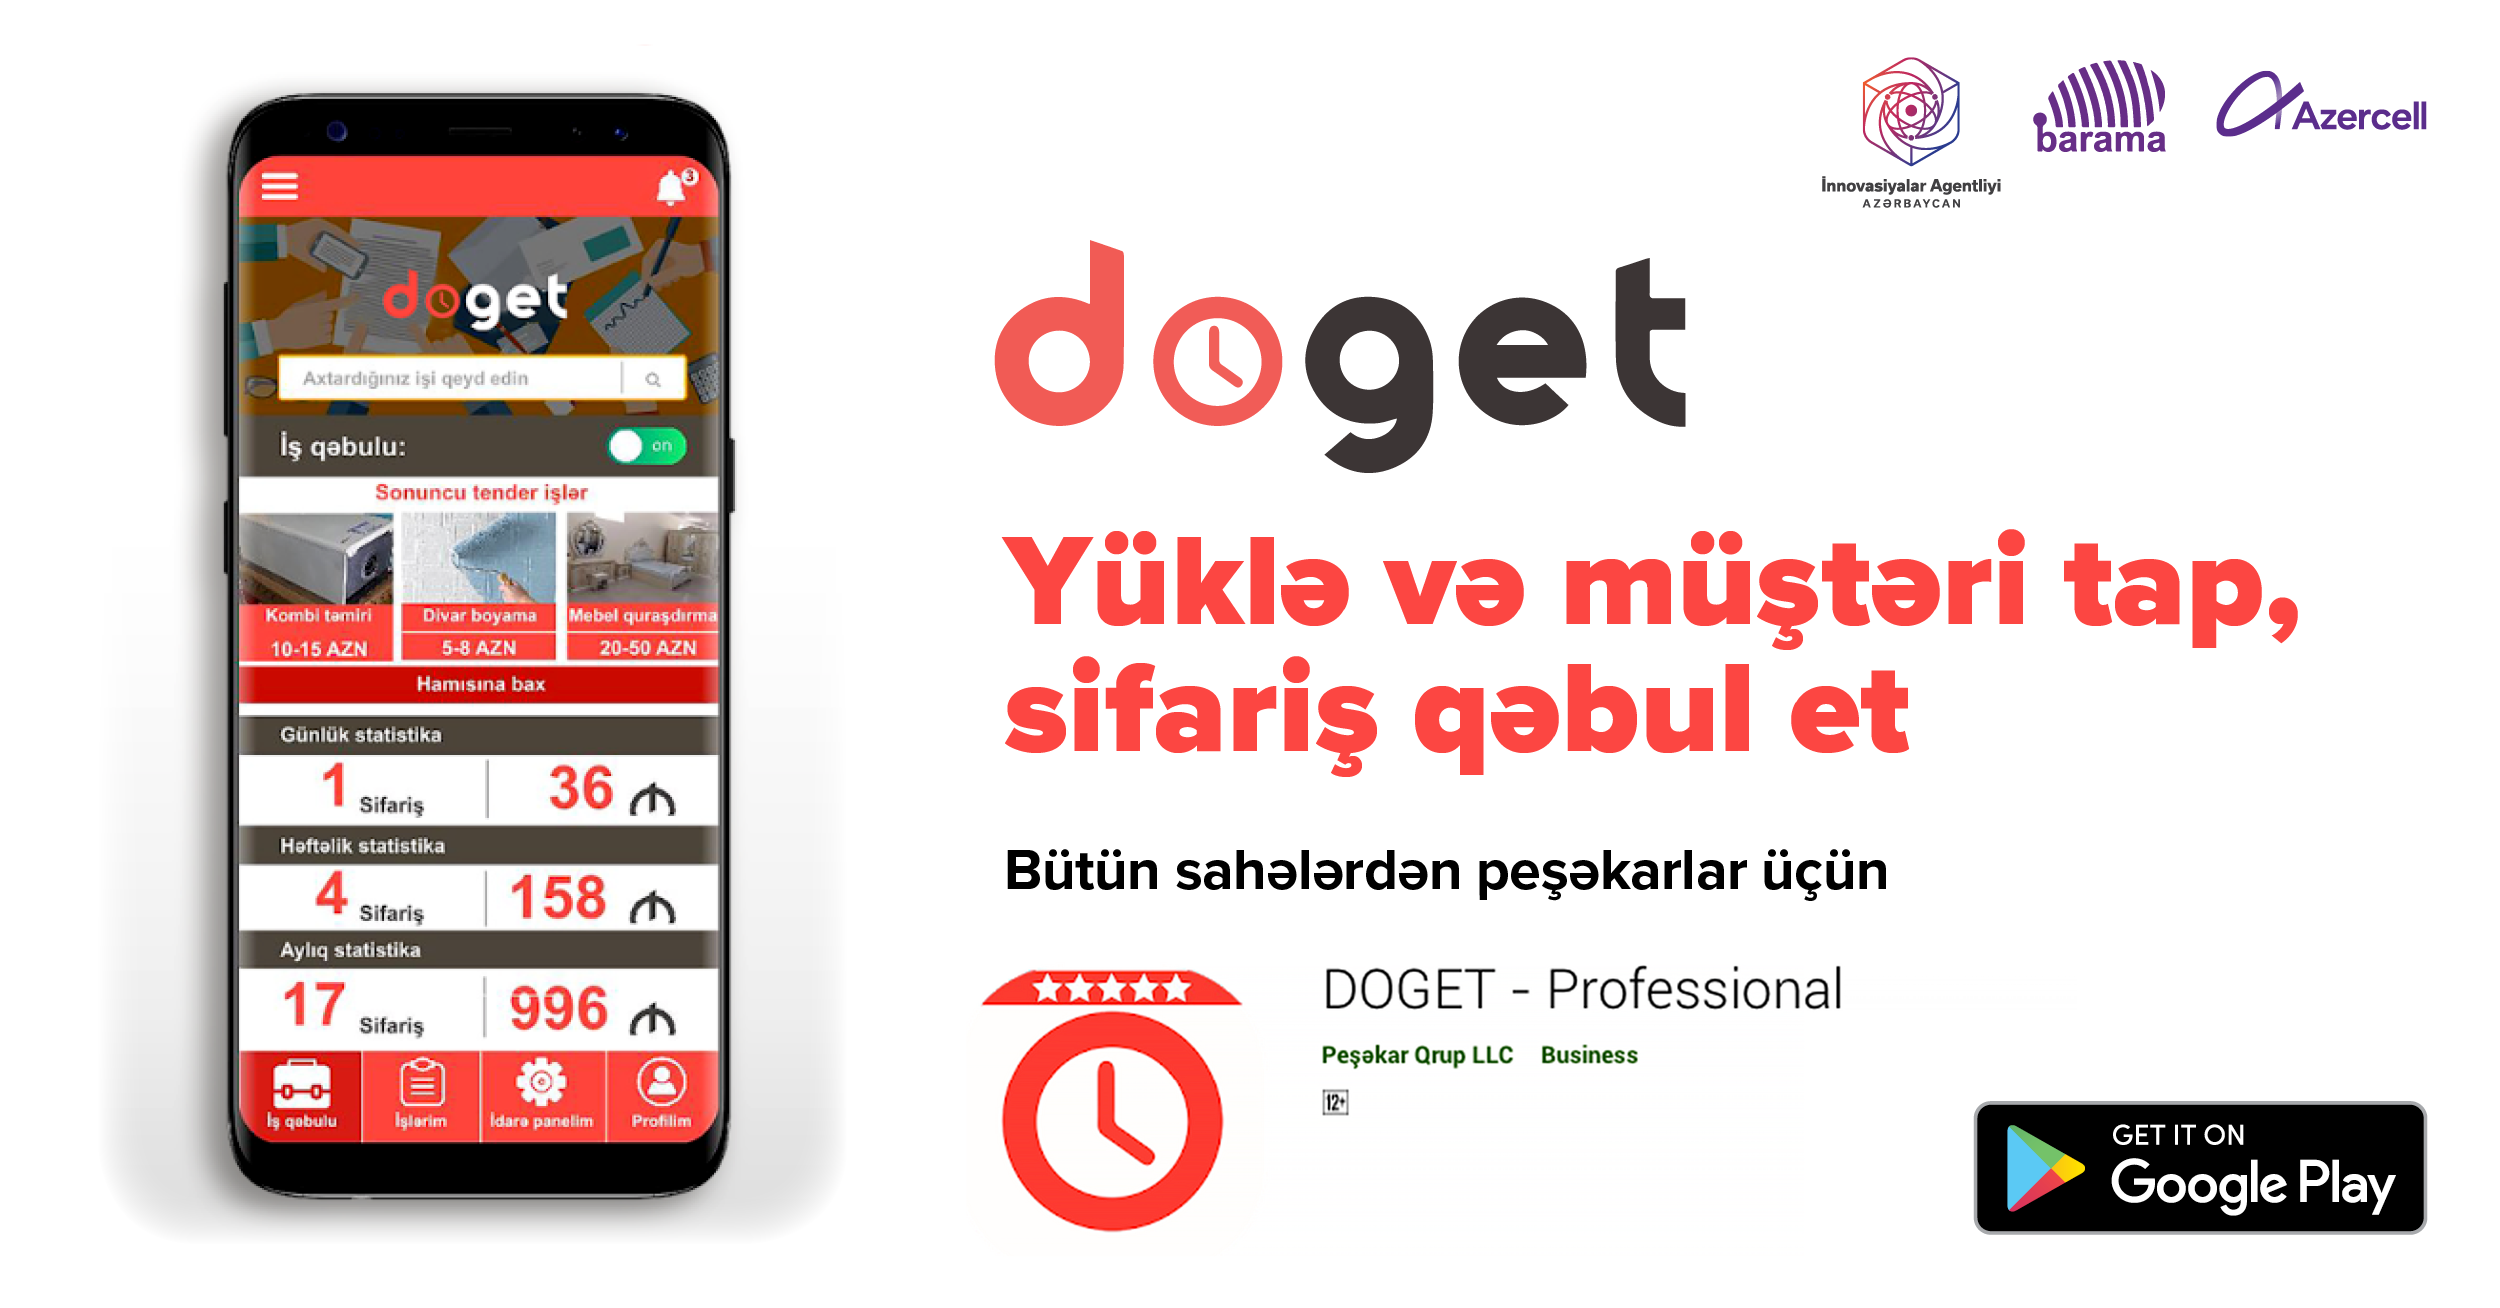 İnnovasiyalar Agentliyi
AZƏRBAYCAN
barama
Azercell
3
doget
Axtardığınız işi qeyd edin
İş qəbulu:
on
Sonuncu tender işlər
Kombi təmiri
10-15 AZN
Divar boyama
5-8 AZN
Mebel quraşdırma
20-50 AZN
Hamısına bax
Günlük statistika
1 Sifariş
36 ₼
Həftəlik statistika
4 Sifariş
158 ₼
Aylıq statistika
17 Sifariş
996 ₼
İş qəbulu
İşlərim
İdarə panelim
Profilim
doget
Yüklə və müştəri tap,
sifariş qəbul et
Bütün sahələrdən peşəkarlar üçün
DOGET - Professional
Peşəkar Qrup LLC Business
12+
GET IT ON
Google Play